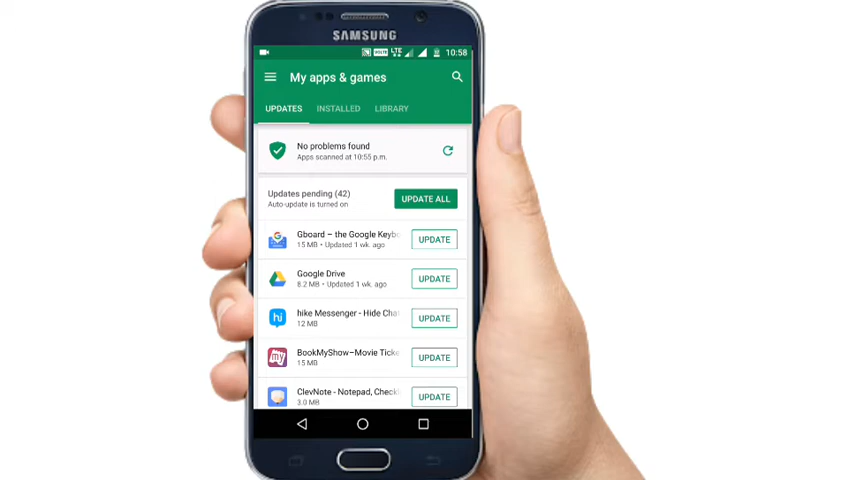 SAMSUNG
LTE 10:58
My apps & games
UPDATES INSTALLED LIBRARY
No problems found
Apps scanned at 10:55 p.m.
Updates pending (42)
Auto-update is turned on
UPDATE ALL
Gboard – the Google Keybo
15 MB • Updated 1 wk. ago
UPDATE
Google Drive
8.2 MB • Updated 1 wk. ago
UPDATE
hike Messenger - Hide Cha
12 MB
UPDATE
BookMyShow–Movie Ticke
15 MB
UPDATE
ClevNote - Notepad, Checkli
3.0 MB
UPDATE